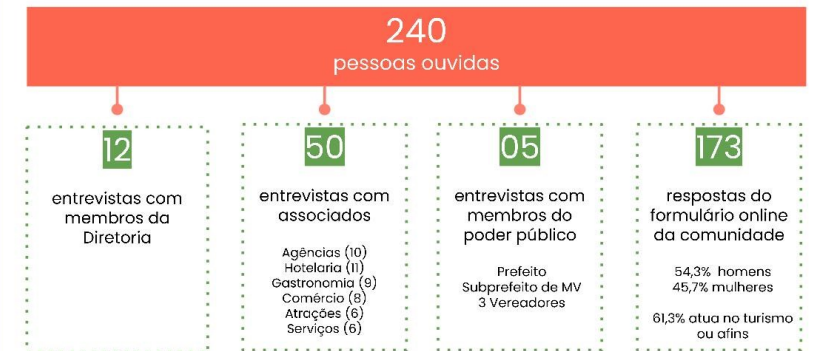 240
pessoas ouvidas
12
entrevistas com
membros da
Diretoria
50
entrevistas com
associados
Agências (10)
Hotelaria (11)
Gastronomia (9)
Comércio (8)
Atrações (6)
Serviços (6)
05
entrevistas com
membros do
poder público
Prefeito
Subprefeito de MV
3 Vereadores
173
respostas do
formulário online
da comunidade
54,3% homens
45,7% mulheres
61,3% atua no turismo
ou afins